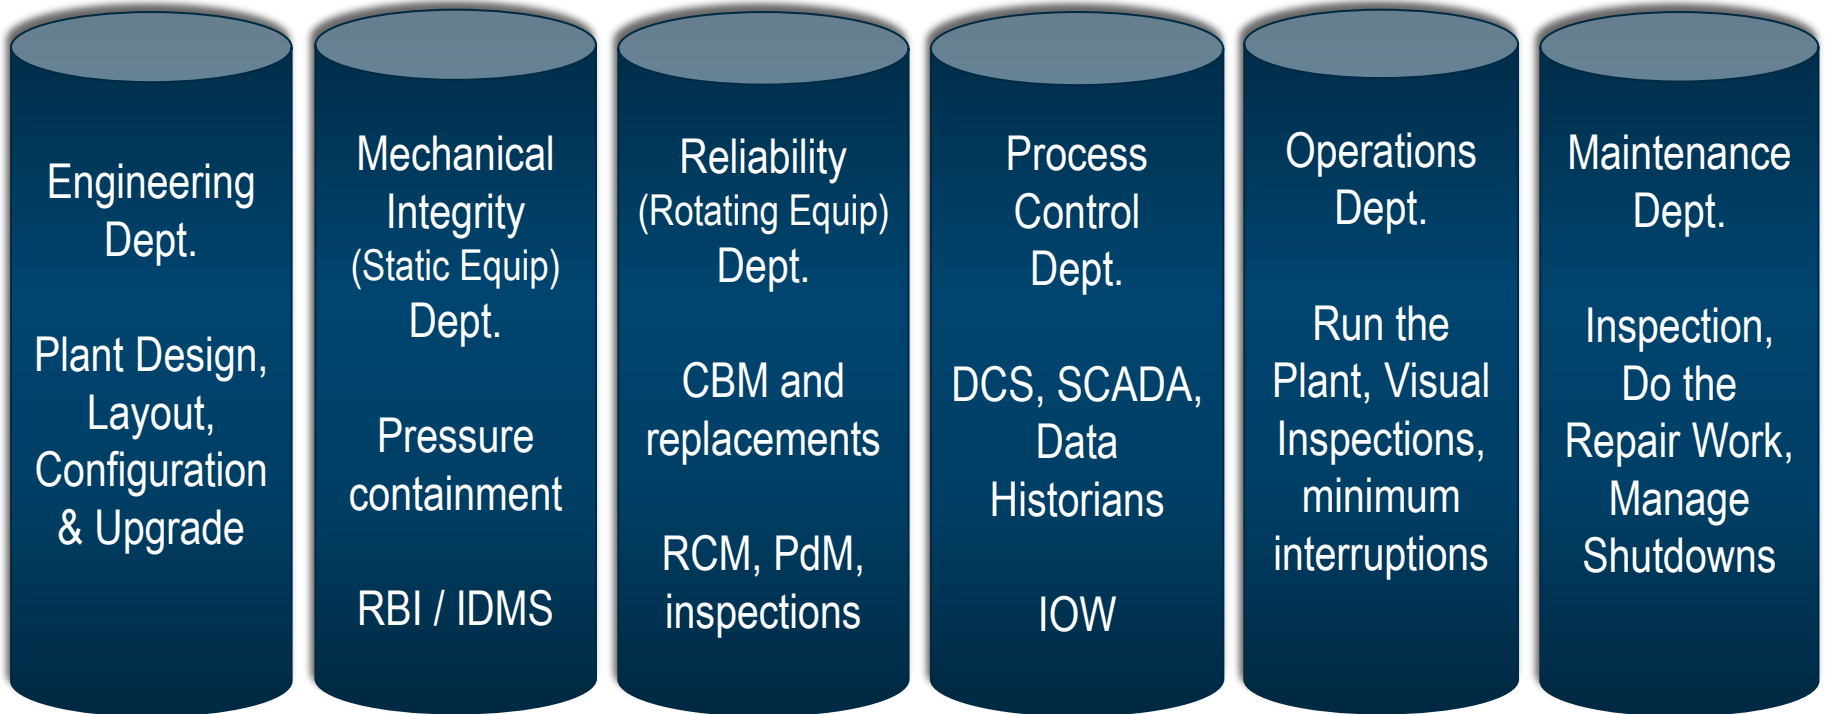 Engineering
Dept.
Plant Design,
Layout,
Configuration
& Upgrade
Mechanical
Integrity
(Static Equip)
Dept.
Pressure
containment
RBI / IDMS
Reliability
(Rotating Equip)
Dept.
CBM and
replacements
RCM, PdM,
inspections
Process
Control
Dept.
DCS, SCADA,
Data
Historians
IOW
Operations
Dept.
Run the
Plant, Visual
Inspections,
minimum
interruptions
Maintenance
Dept.
Inspection,
Do the
Repair Work,
Manage
Shutdowns